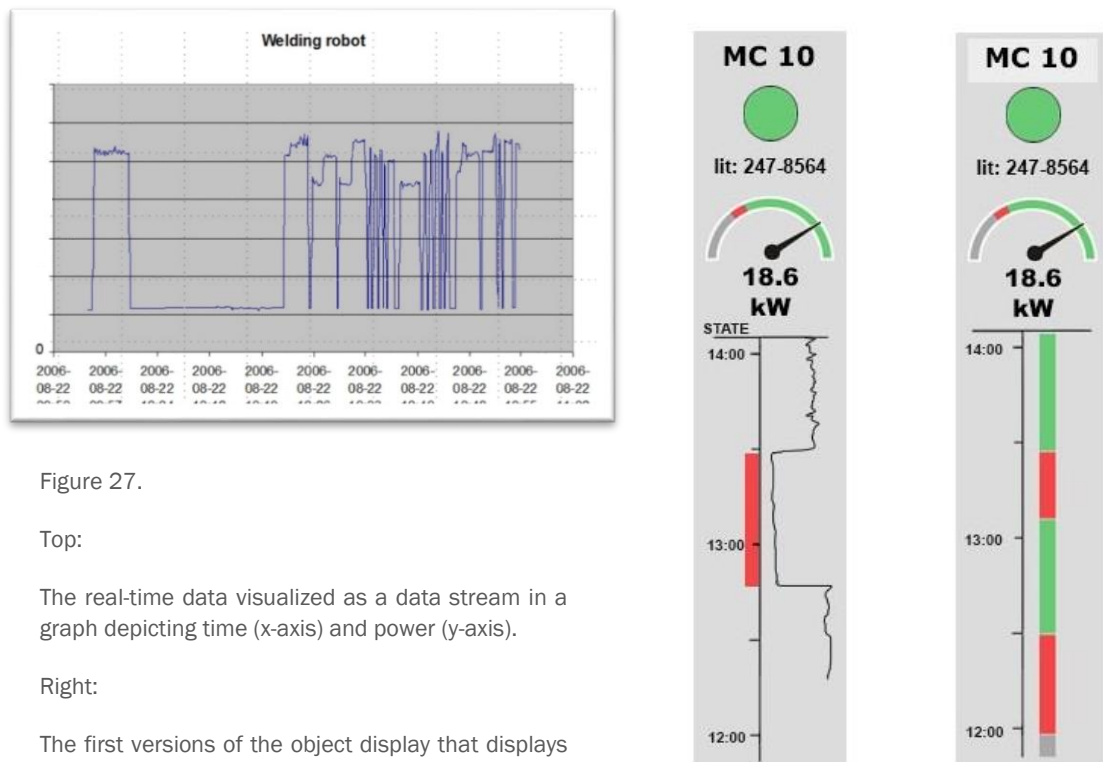 Welding robot
0
2006- 2006- 2006- 2006- 2006- 2006- 2006- 2006- 2006- 2006- 2006-
08-22 08-22 08-22 08-22 08-22 08-22 08-22 08-22 08-22 08-22 08-22
Figure 27.
Top:
The real-time data visualized as a data stream in a
graph depicting time (x-axis) and power (y-axis).
Right:
The first versions of the object display that displays
MC 10
lit: 247-8564
18.6
kW
STATE
14:00
13:00
12:00
MC 10
lit: 247-8564
18.6
kW
14:00
13:00
12:00